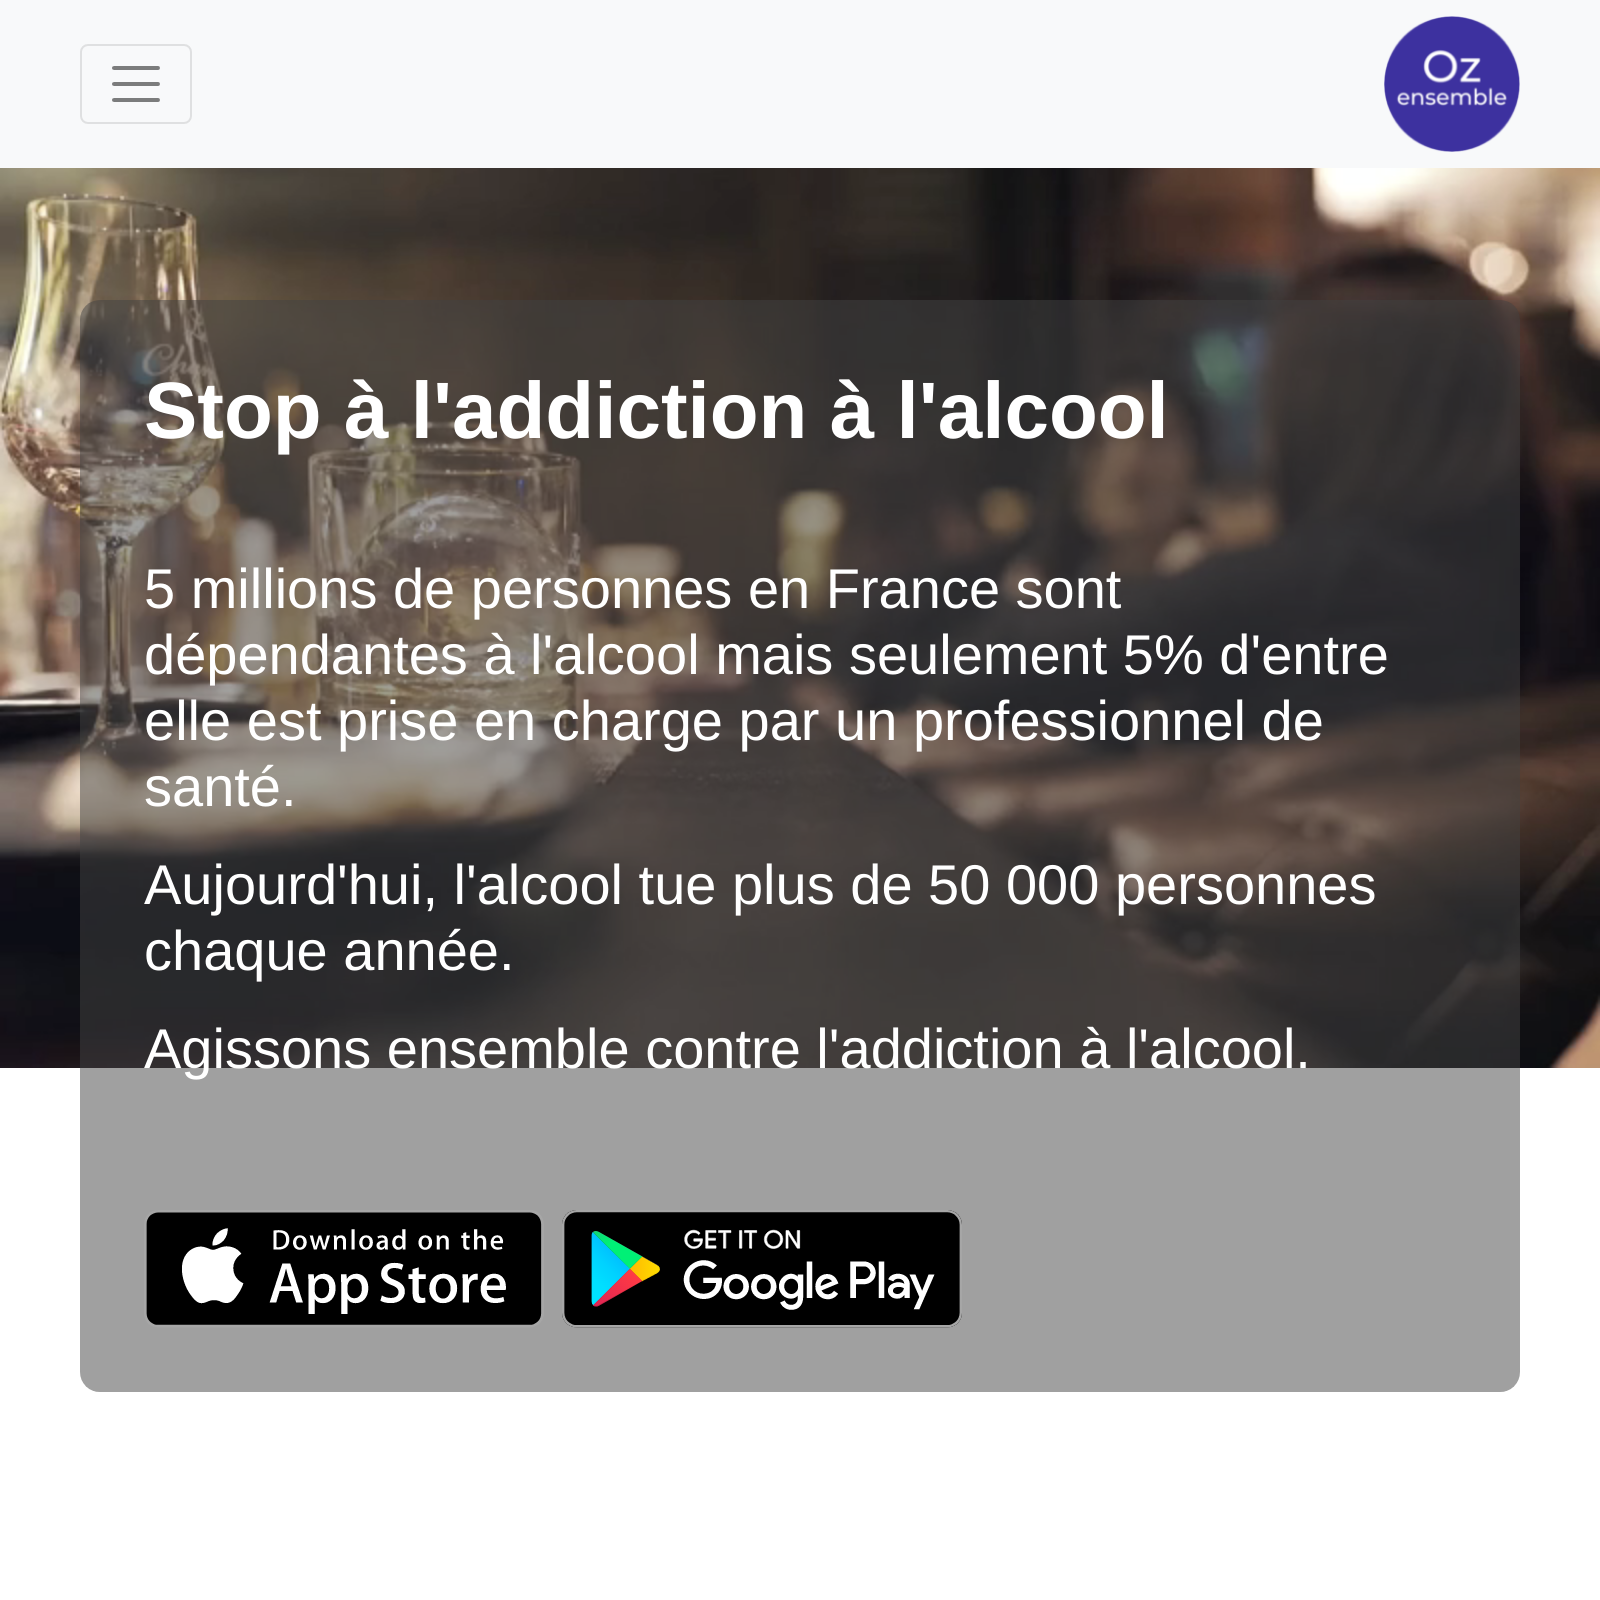 Oz
ensemble
Stop à l'addiction à l'alcool
5 millions de personnes en France sont
dépendantes à l'alcool mais seulement 5% d'entre
elle est prise en charge par un professionnel de
santé.
Aujourd'hui, l'alcool tue plus de 50 000 personnes
chaque année.
Agissons ensemble contre l'addiction à l'alcool.
Download on the
App Store
GET IT ON
Google Play